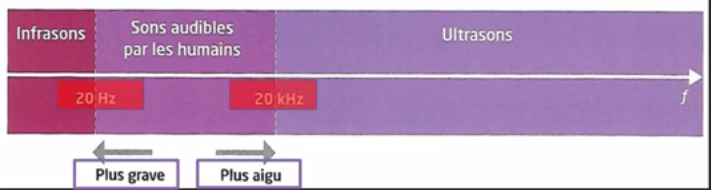 Infrasons
Sons audibles
par les humains
Ultrasons
20 Hz
20 kHz
f
Plus grave
Plus aigu